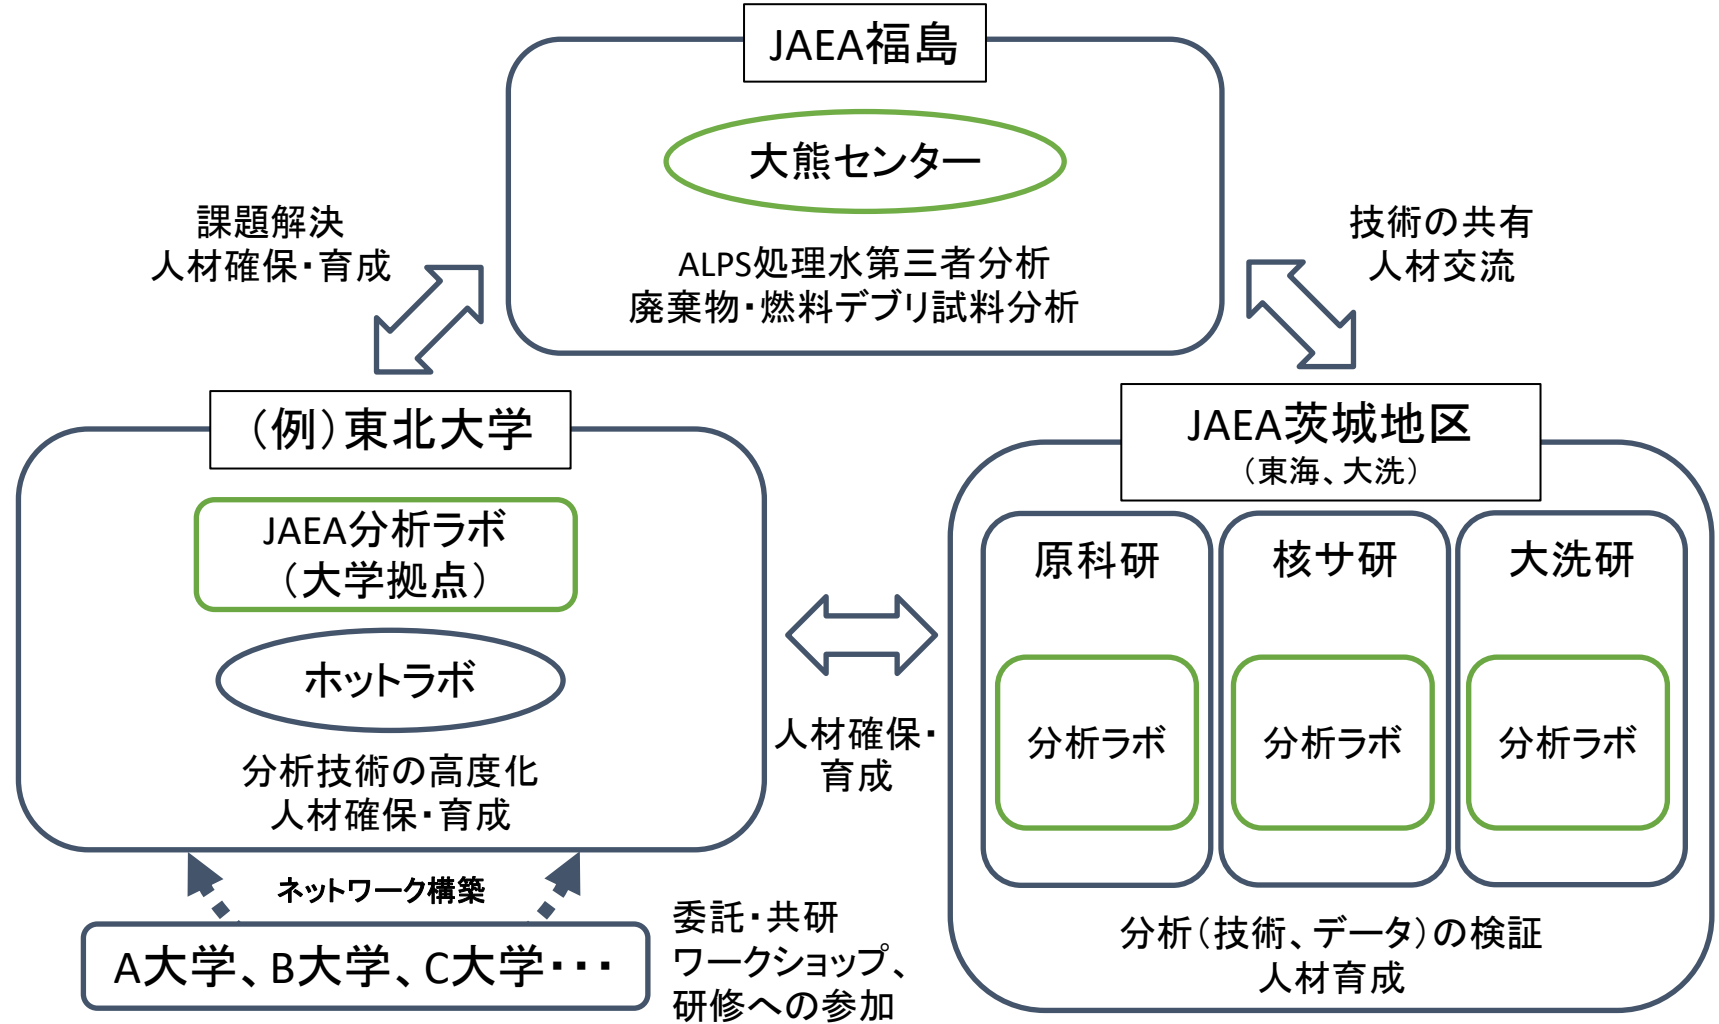 JAEA福島
大熊センター
ALPS処理水第三者分析
廃棄物・燃料デブリ試料分析
課題解決
人材確保・育成
技術の共有
人材交流
（例）東北大学
JAEA分析ラボ
（大学拠点）
ホットラボ
分析技術の高度化
人材確保・育成
人材確保・
育成
JAEA茨城地区
（東海、大洗）
原科研
核サ研
大洗研
分析ラボ
分析ラボ
分析ラボ
分析（技術、データ）の検証
人材育成
ネットワーク構築
A大学、B大学、C大学・・・
委託・共研
ワークショップ、
研修への参加